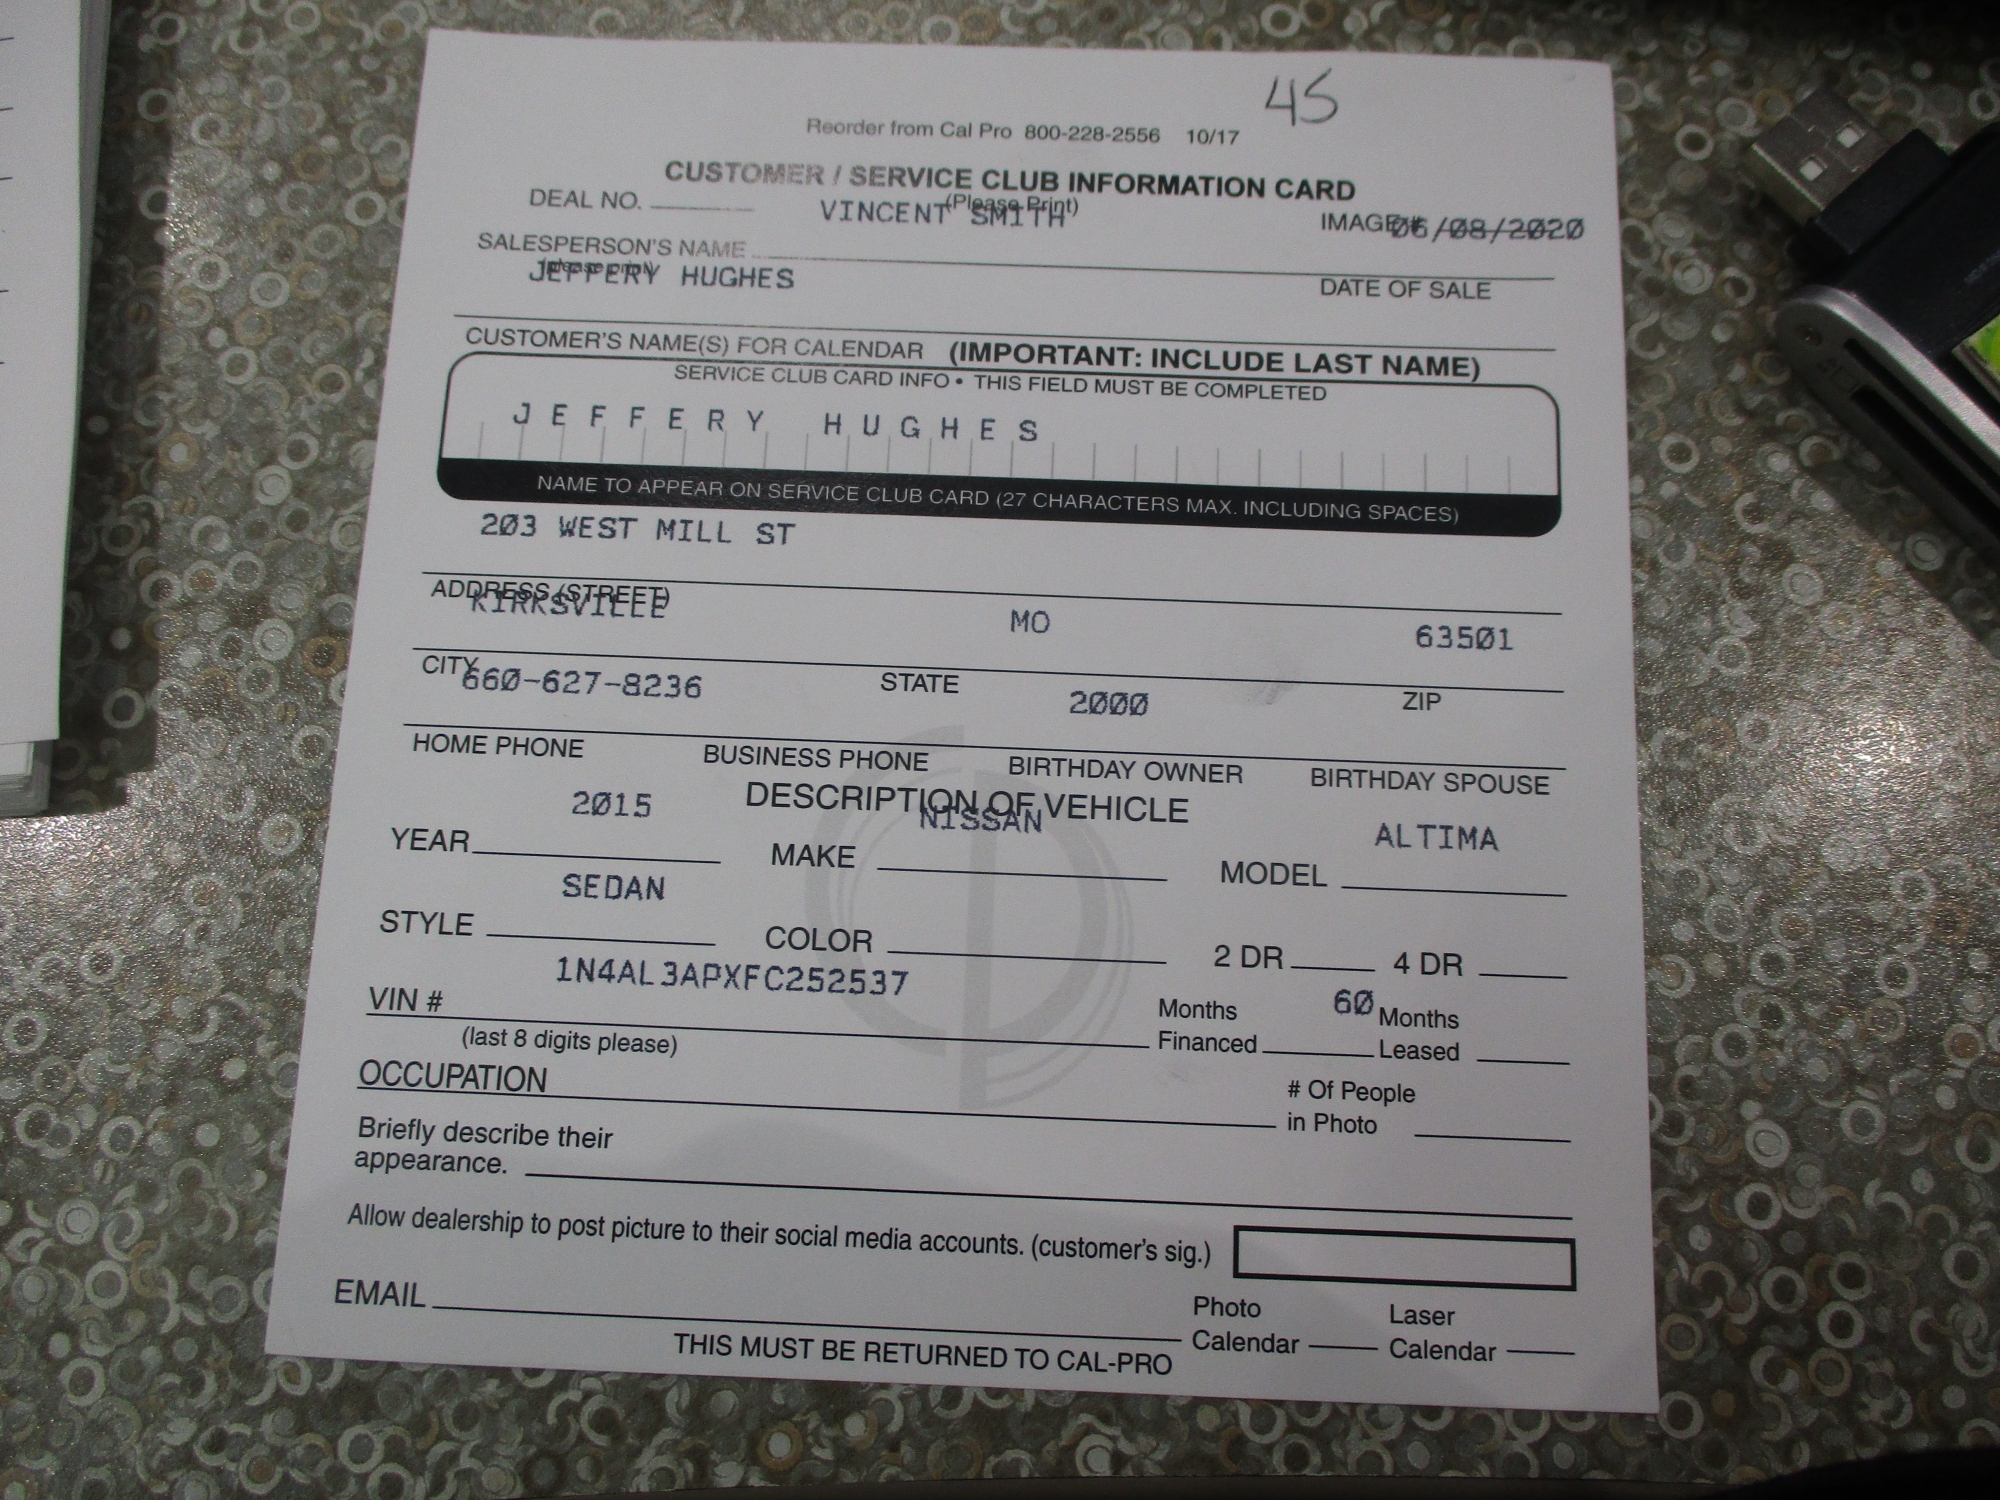 45
Reorder from Cal Pro 800-228-2556 10/17
CUSTOMER / SERVICE CLUB INFORMATION CARD
(Please Print)
DEAL NO. VINCENT SMITH IMAGE# 06/08/2020
SALESPERSON'S NAME
(please print)
JEFFERY HUGHES DATE OF SALE
CUSTOMER'S NAME(S) FOR CALENDAR (IMPORTANT: INCLUDE LAST NAME)
SERVICE CLUB CARD INFO • THIS FIELD MUST BE COMPLETED
JEFFERY HUGHES
NAME TO APPEAR ON SERVICE CLUB CARD (27 CHARACTERS MAX. INCLUDING SPACES)
203 WEST MILL ST
ADDRESS (STREET)
KIRKSVILLE MO 63501
CITY STATE ZIP
660-627-8236 2000
HOME PHONE BUSINESS PHONE BIRTHDAY OWNER BIRTHDAY SPOUSE
DESCRIPTION OF VEHICLE
2015 NISSAN ALTIMA
YEAR MAKE MODEL
SEDAN
STYLE COLOR 2 DR 4 DR
1N4AL3APXFC252537 60
VIN # Months Financed Months Leased
(last 8 digits please)
OCCUPATION # Of People in Photo
Briefly describe their
appearance.
Allow dealership to post picture to their social media accounts. (customer's sig.)
EMAIL Photo Calendar Laser Calendar
THIS MUST BE RETURNED TO CAL-PRO